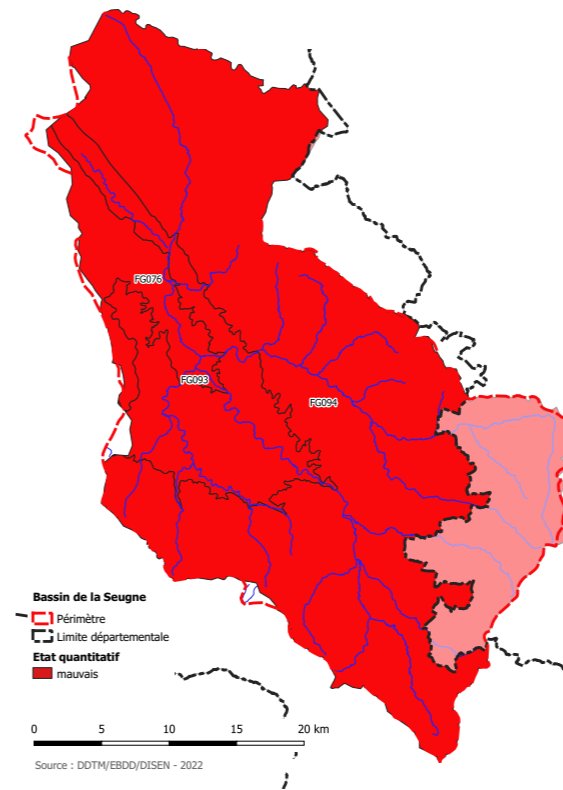 FG076
FG093
FG094
Bassin de la Seugne
Périmètre
Limite départementale
Etat quantitatif
mauvais
0 5 10 15 20 km
Source : DDTM/EBDD/DISEN - 2022